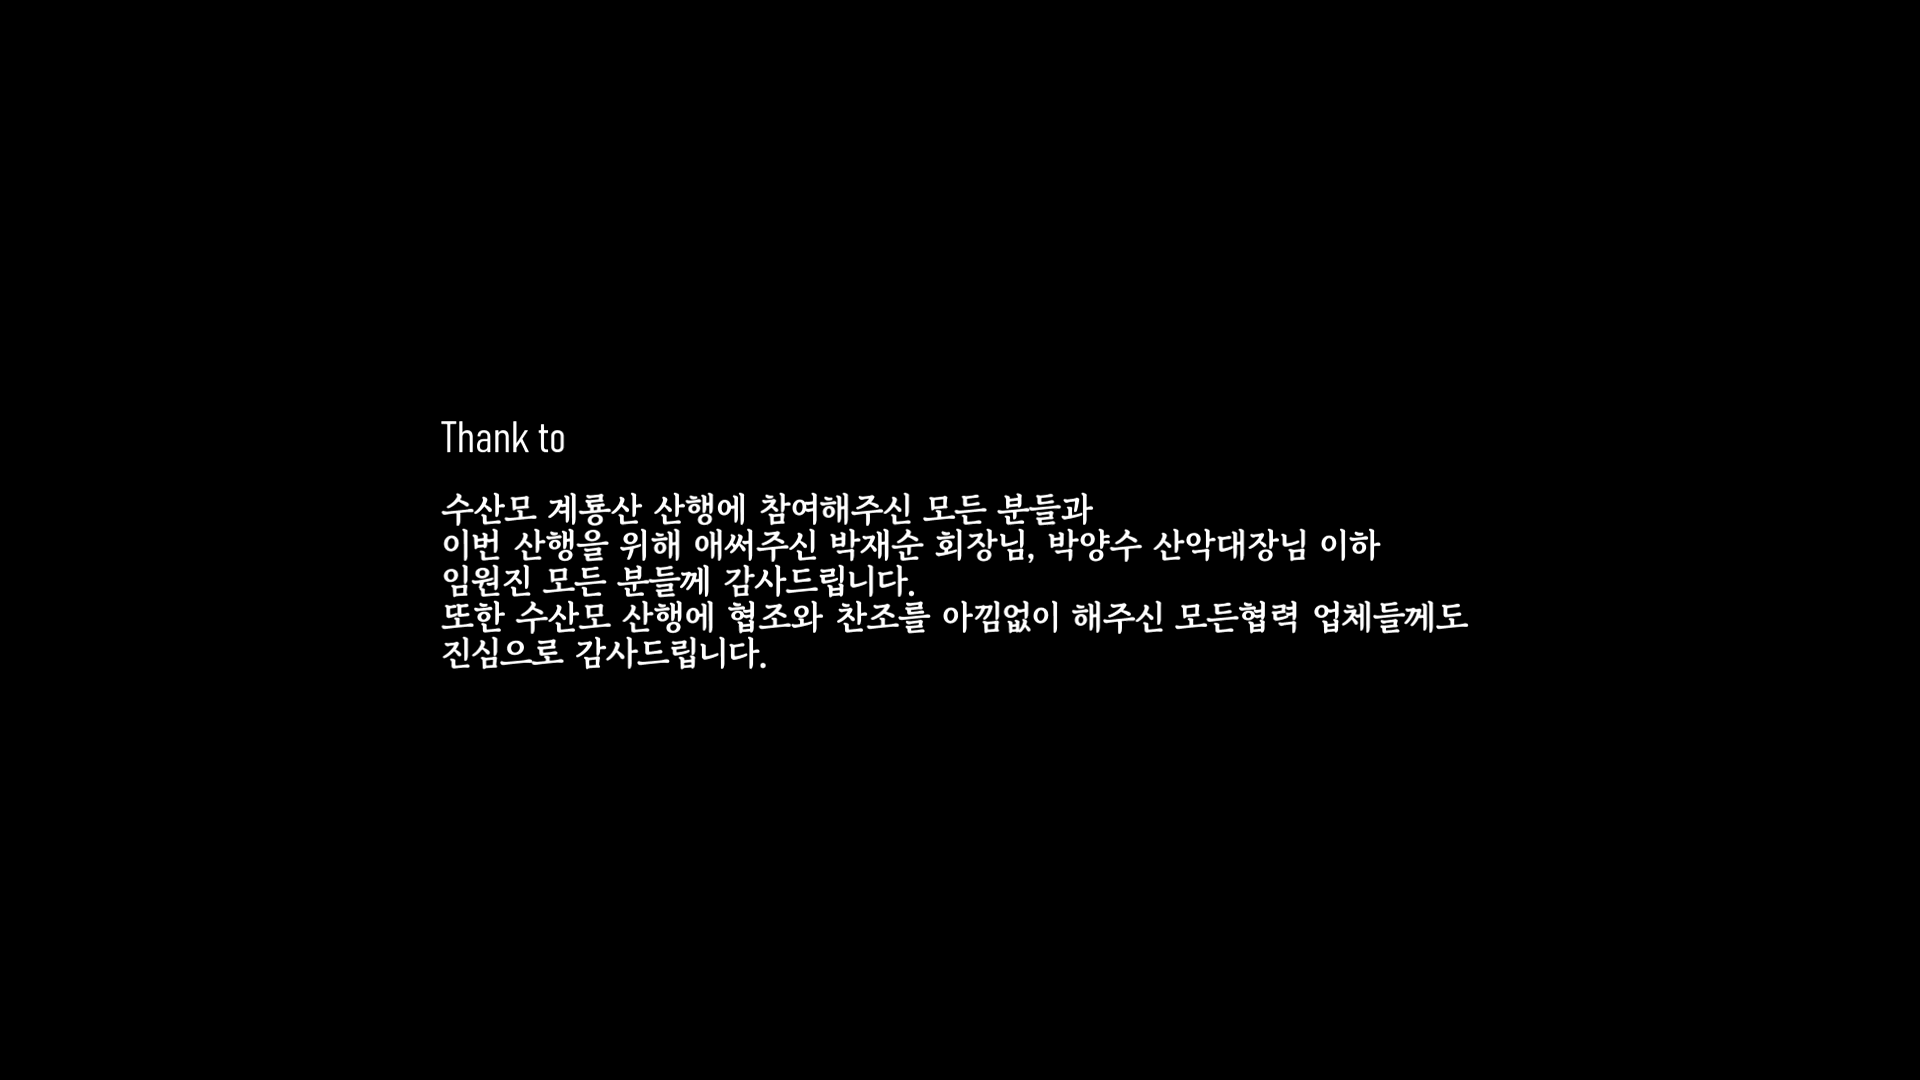 Thank to
수산모 계룡산 산행에 참여해주신 모든 분들과
이번 산행을 위해 애써주신 박재순 회장님, 박양수 산악대장님 이하
임원진 모든 분들께 감사드립니다.
또한 수산모 산행에 협조와 찬조를 아낌없이 해주신 모든협력 업체들께도
진심으로 감사드립니다.